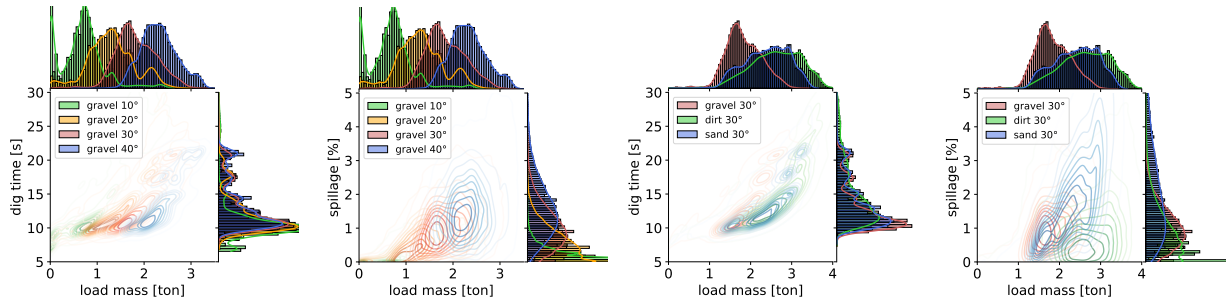 30
25
20
15
10
5
dig time [s]
gravel 10°
gravel 20°
gravel 30°
gravel 40°
0
1
2
3
load mass [ton]
5
4
3
2
1
0
spillage [%]
gravel 10°
gravel 20°
gravel 30°
gravel 40°
0
1
2
3
load mass [ton]
30
25
20
15
10
5
dig time [s]
gravel 30°
dirt 30°
sand 30°
0
1
2
3
4
load mass [ton]
5
4
3
2
1
0
spillage [%]
gravel 30°
dirt 30°
sand 30°
0
1
2
3
4
load mass [ton]